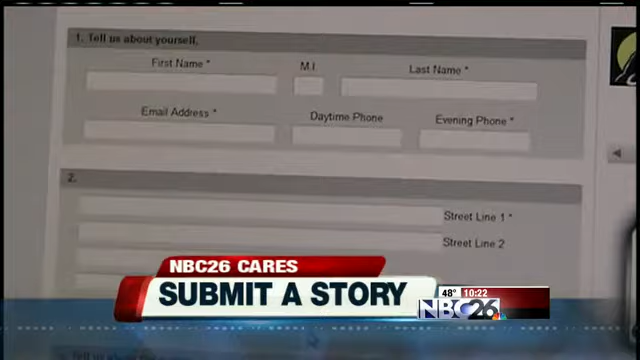 1. Tell us about yourself.
First Name * M.I. Last Name *
Email Address * Daytime Phone Evening Phone *
2.
Street Line 1 *
Street Line 2
NBC26 CARES
SUBMIT A STORY
48° 10:22
NBC26